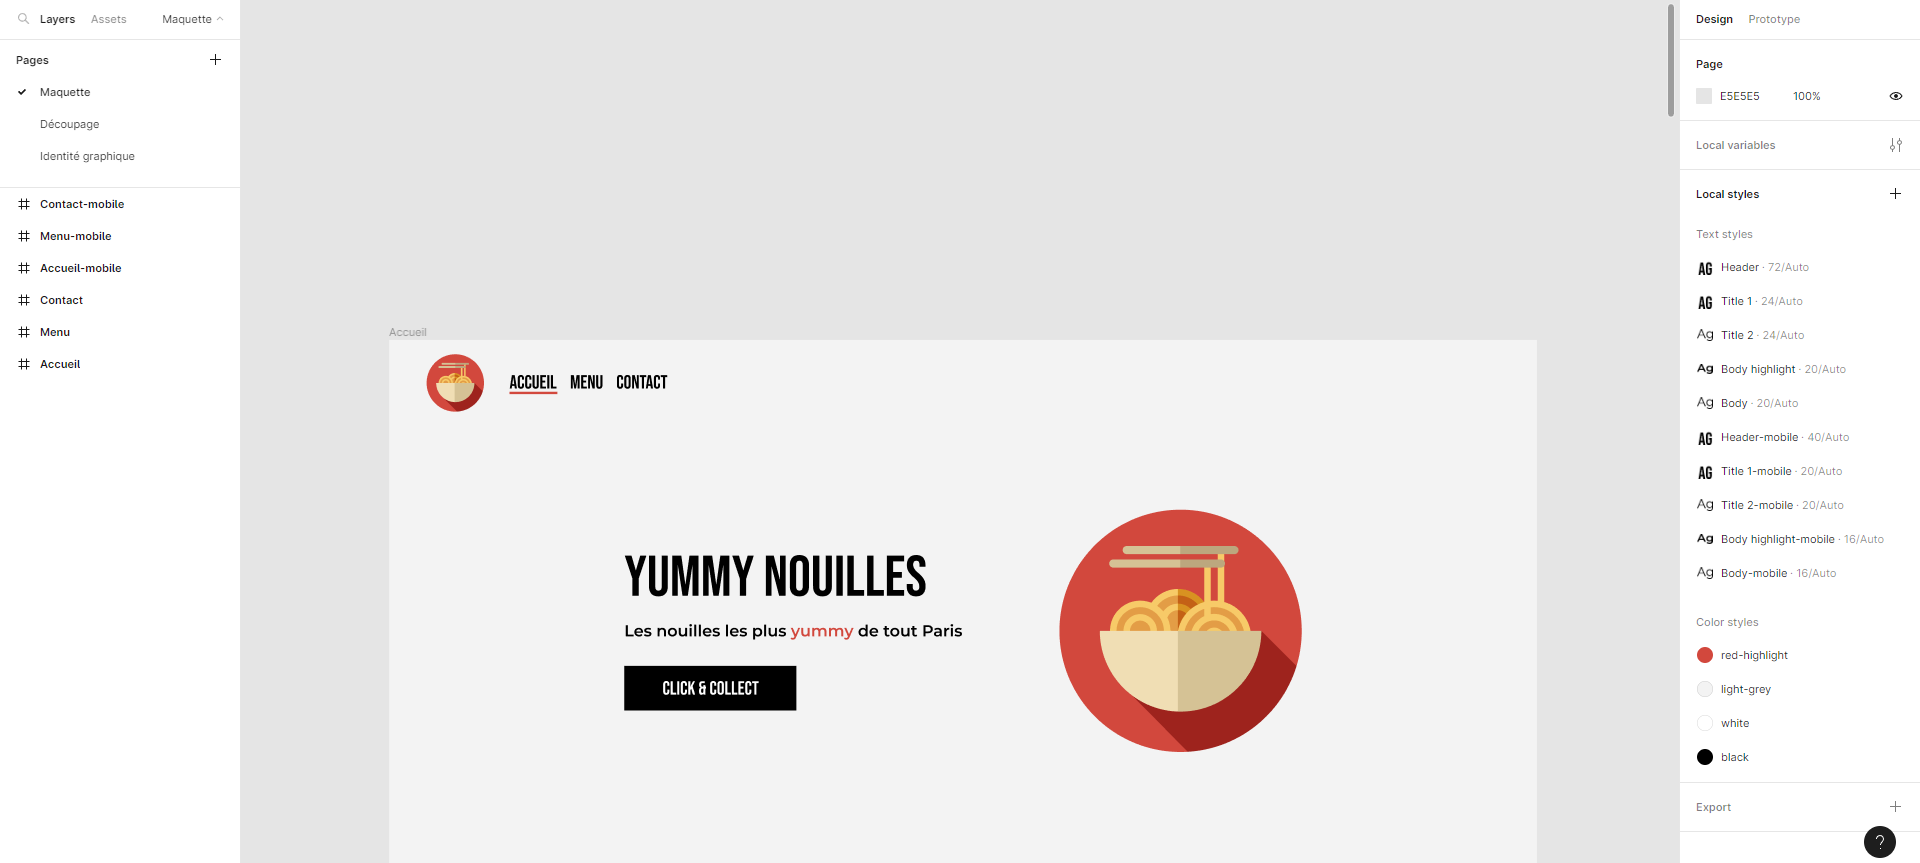 Layers Assets Maquette
Pages
Maquette
Découpage
Identité graphique
Contact-mobile
Menu-mobile
Accueil-mobile
Contact
Menu
Accueil
Accueil
ACCUEIL MENU CONTACT
YUMMY NOUILLES
Les nouilles les plus yummy de tout Paris
CLICK & COLLECT
Design Prototype
Page
E5E5E5 100%
Local variables
Local styles
Text styles
AG Header · 72/Auto
AG Title 1 · 24/Auto
Ag Title 2 · 24/Auto
Ag Body highlight · 20/Auto
Ag Body · 20/Auto
AG Header-mobile · 40/Auto
AG Title 1-mobile · 20/Auto
Ag Title 2-mobile · 20/Auto
Ag Body highlight-mobile · 16/Auto
Ag Body-mobile · 16/Auto
Color styles
red-highlight
light-grey
white
black
Export
?